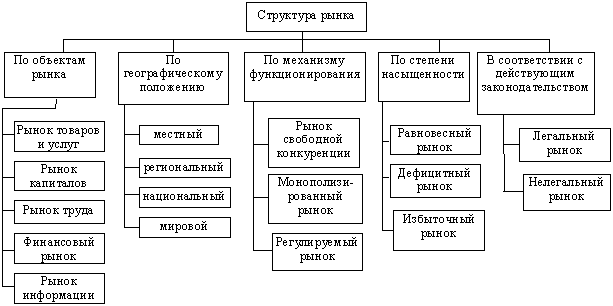 Структура рынка
По объектам
рынка
Рынок товаров
и услуг
Рынок
капиталов
Рынок труда
Финансовый
рынок
Рынок
информации
По
географическому
положению
местный
региональный
национальный
мировой
По механизму
функционирования
Рынок
свободной
конкуренции
Монополизи-
рованный
рынок
Регулируемый
рынок
По степени
насыщенности
Равновесный
рынок
Дефицитный
рынок
Избыточный
рынок
В соответствии с
действующим
законодательством
Легальный
рынок
Нелегальный
рынок